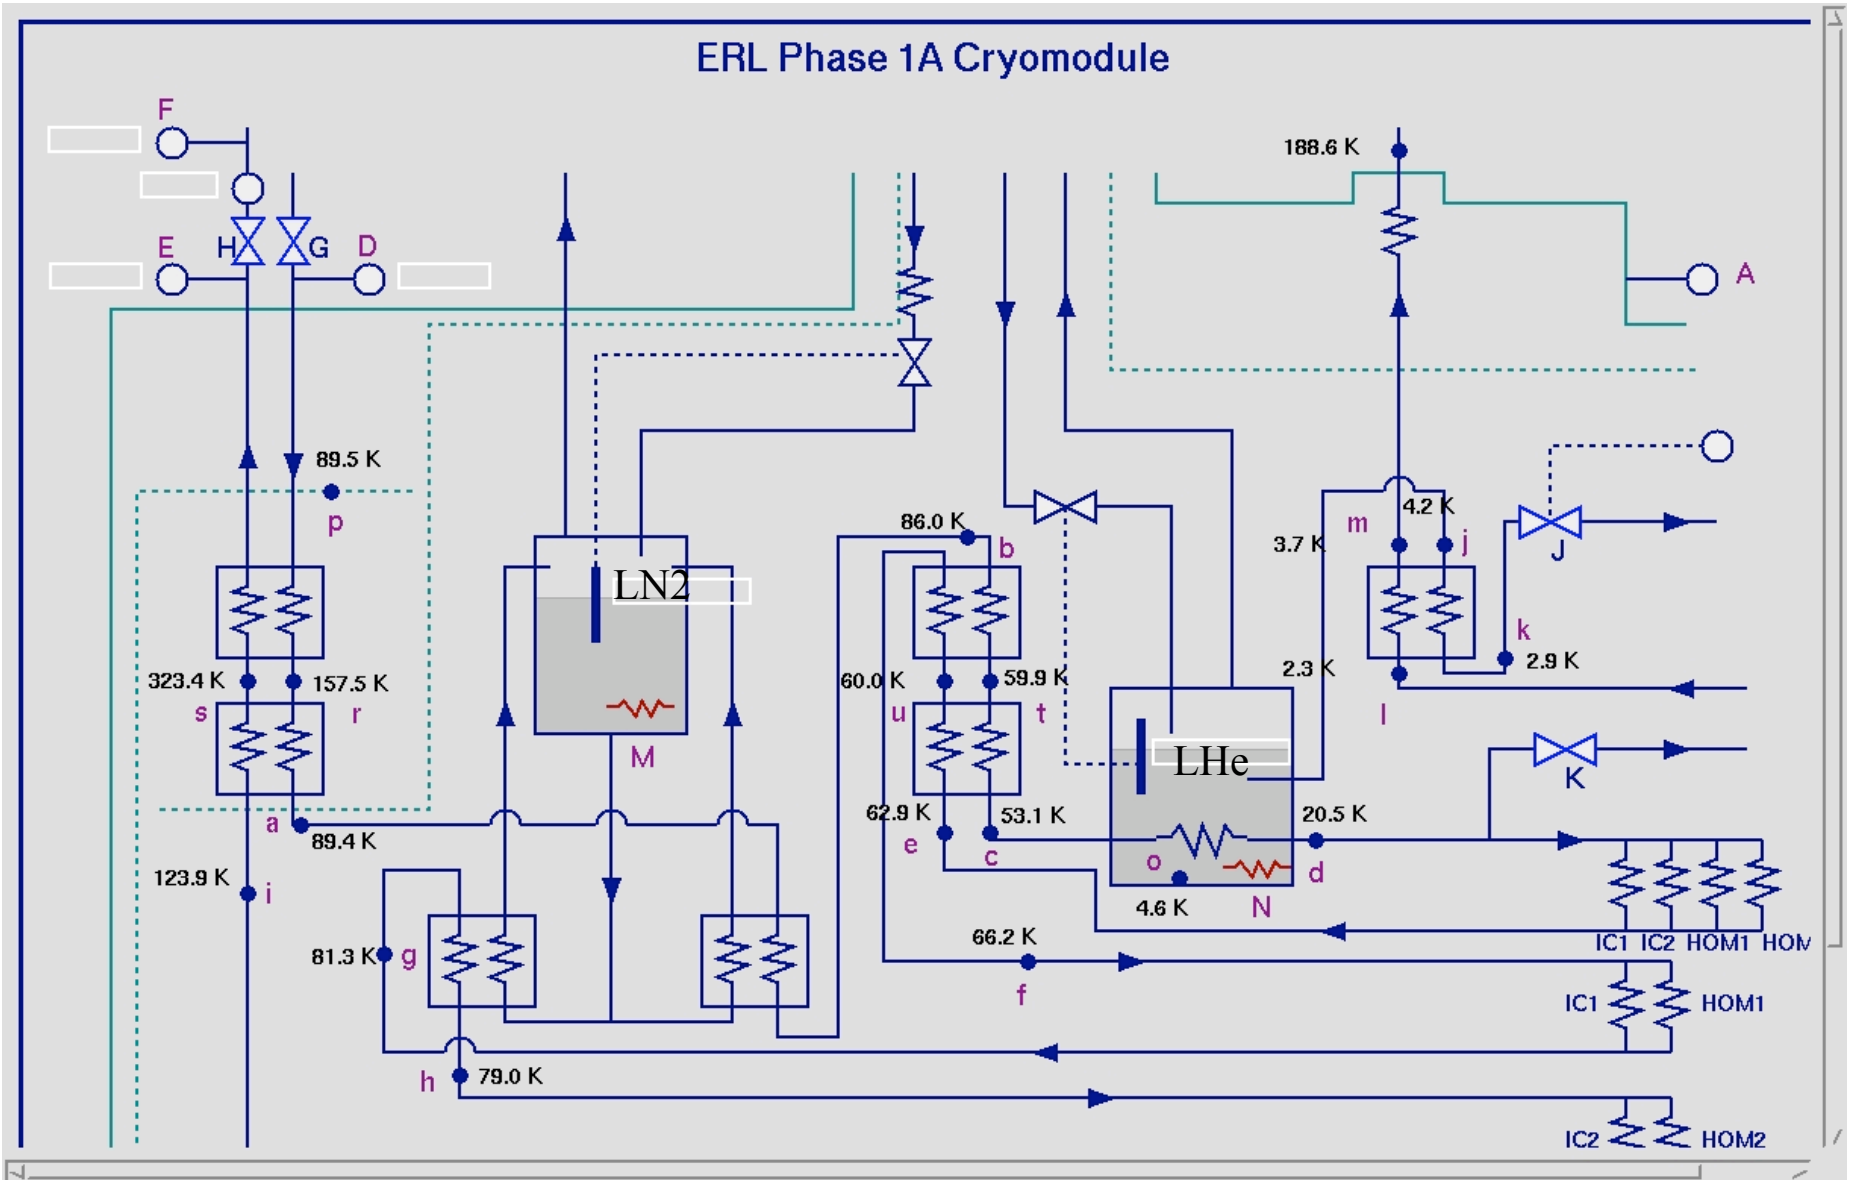 ERL Phase 1A Cryomodule
F
188.6 K
E
H
G
D
A
89.5 K
p
86.0 K
b
m
4.2 K
3.7 K
j
J
LN2
k
323.4 K
157.5 K
60.0 K
59.9 K
2.3 K
2.9 K
s
r
u
t
l
M
LHe
K
a
89.4 K
62.9 K
53.1 K
20.5 K
e
c
o
d
123.9 K
i
4.6 K
N
81.3 K
g
66.2 K
IC1 IC2 HOM1 HOM
f
IC1
HOM1
h
79.0 K
IC2
HOM2